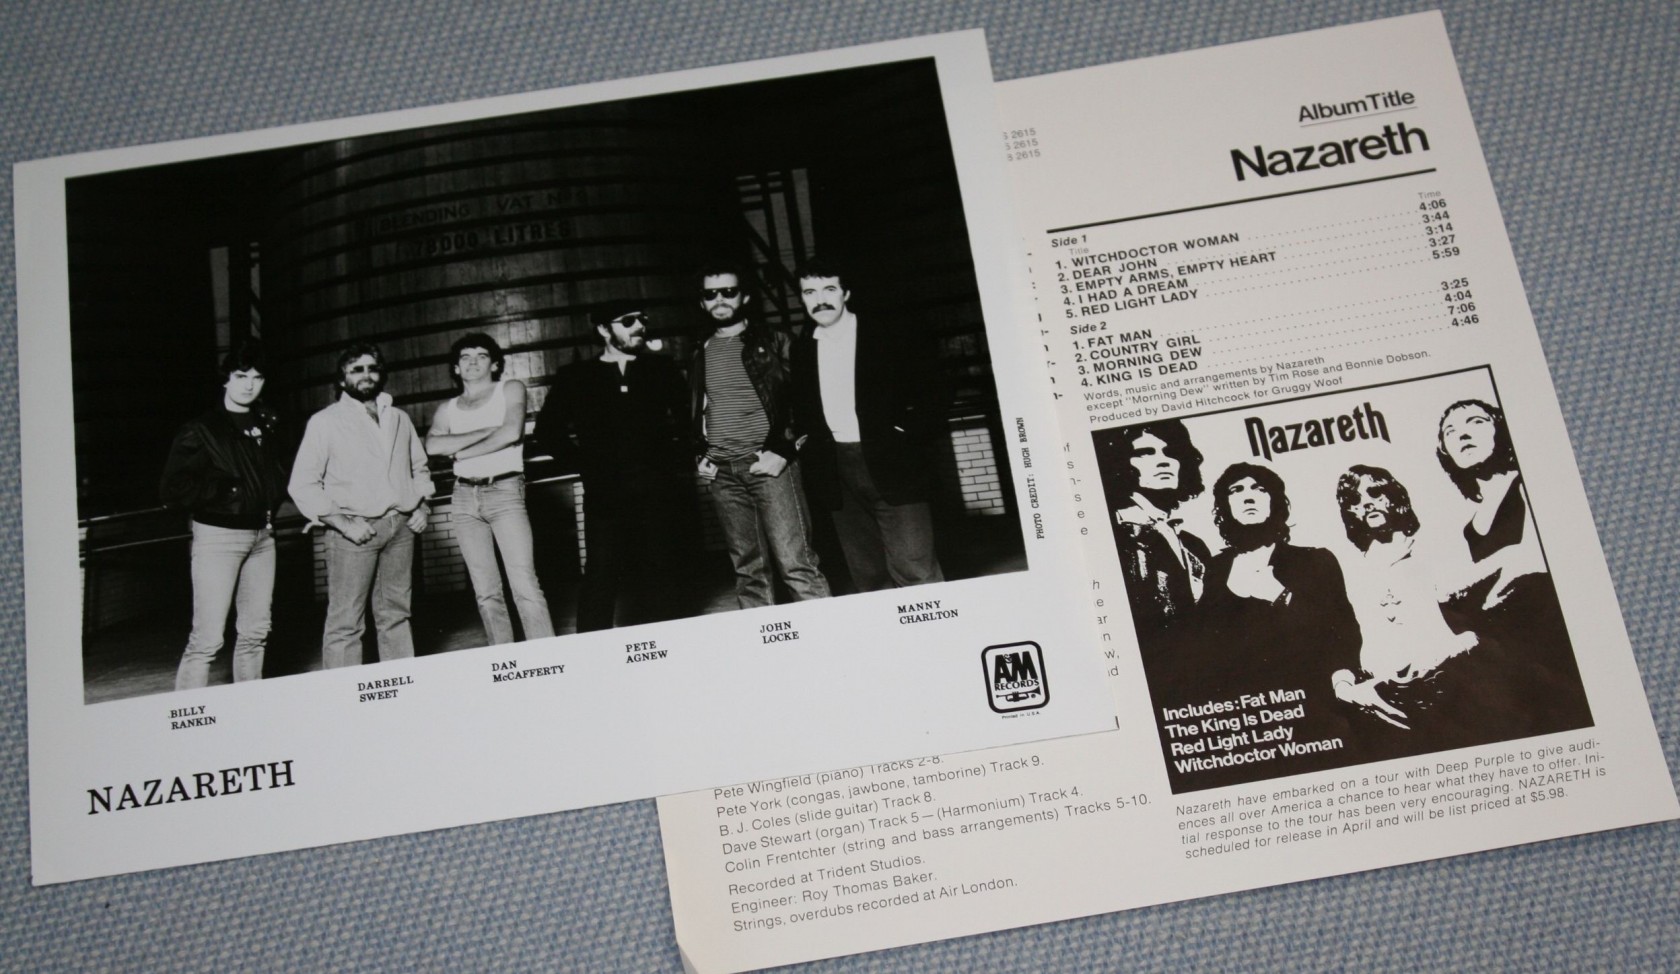 BLENDING VAT Nº
78000 LITRES
PHOTO CREDIT: HUGH BROWN
BILLY
RANKIN
DARRELL
SWEET
DAN
McCAFFERTY
PETE
AGNEW
JOHN
LOCKE
MANNY
CHARLTON
NAZARETH
A&M
RECORDS
Printed in U.S.A.
2615
2615
2615
Album Title
Nazareth
Side 1
Title
Time
1. WITCHDOCTOR WOMAN 4:06
2. DEAR JOHN 3:44
3. EMPTY ARMS, EMPTY HEART 3:14
4. I HAD A DREAM 3:27
5. RED LIGHT LADY 5:59
Side 2
1. FAT MAN 3:25
2. COUNTRY GIRL 4:04
3. MORNING DEW 7:06
4. KING IS DEAD 4:46
Words, music and arrangements by Nazareth
except "Morning Dew" written by Tim Rose and Bonnie Dobson.
Produced by David Hitchcock for Gruggy Woof
Nazareth
Includes: Fat Man
The King Is Dead
Red Light Lady
Witchdoctor Woman
Nazareth have embarked on a tour with Deep Purple to give audi-
ences all over America a chance to hear what they have to offer. Ini-
tial response to the tour has been very encouraging. NAZARETH is
scheduled for release in April and will be list priced at $5.98.
Pete Wingfield (piano) Tracks 2-8.
Pete York (congas, jawbone, tamborine) Track 9.
B. J. Coles (slide guitar) Track 8.
Dave Stewart (organ) Track 5 — (Harmonium) Track 4.
Colin Frentchter (string and bass arrangements) Tracks 5-10.
Recorded at Trident Studios.
Engineer: Roy Thomas Baker.
Strings, overdubs recorded at Air London.